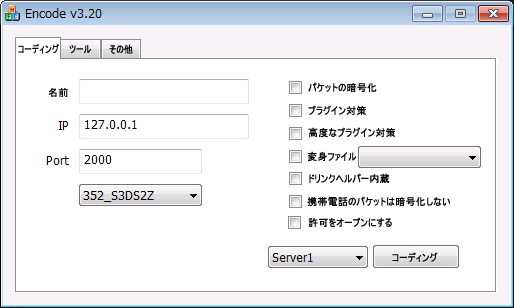 Encode v3.20
コーディング ツール その他
名前
IP 127.0.0.1
Port 2000
352_S3DS2Z
パケットの暗号化
プラグイン対策
高度なプラグイン対策
変身ファイル
ドリンクヘルパー内蔵
携帯電話のパケットは暗号化しない
許可をオープンにする
Server1 コーディング